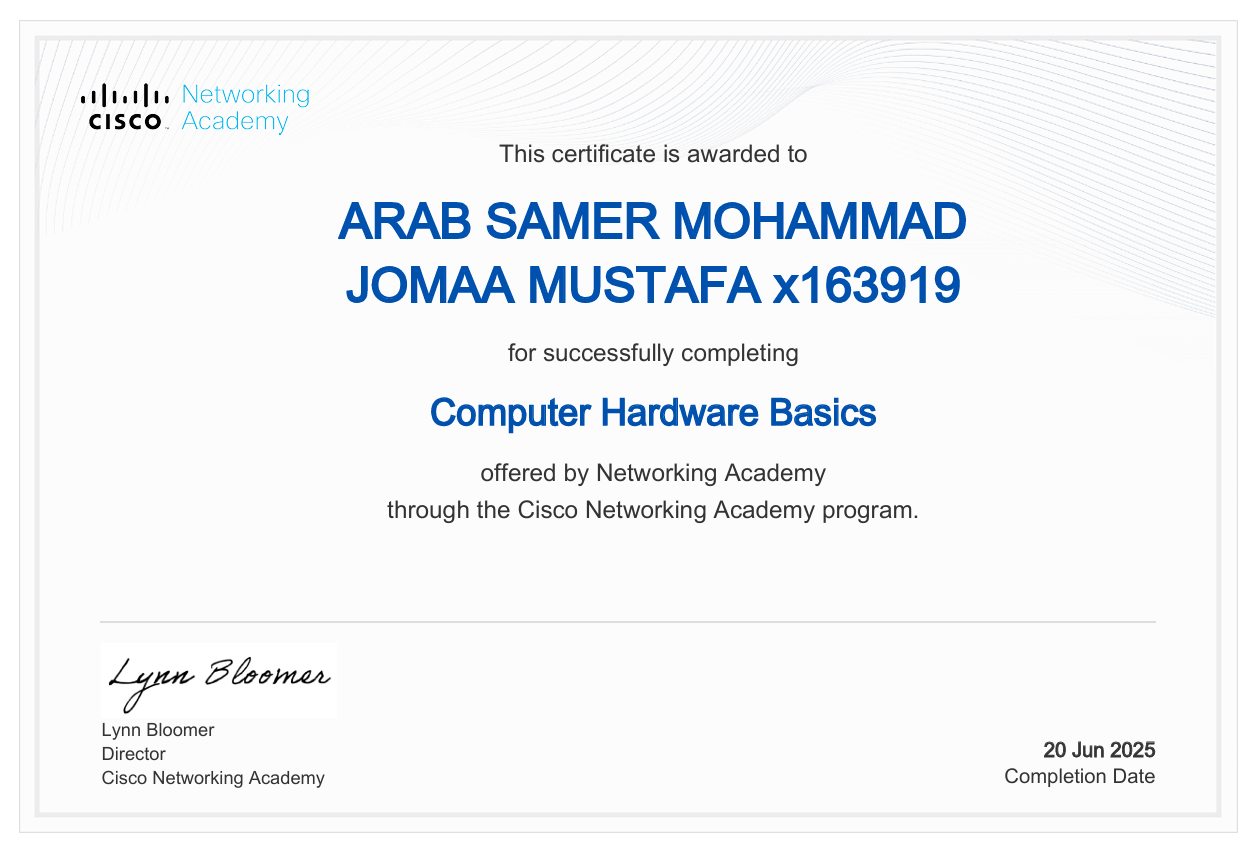 Networking
CISCO Academy
This certificate is awarded to
ARAB SAMER MOHAMMAD
JOMAA MUSTAFA x163919
for successfully completing
Computer Hardware Basics
offered by Networking Academy
through the Cisco Networking Academy program.
Lynn Bloomer
Lynn Bloomer
Director
Cisco Networking Academy
20 Jun 2025
Completion Date